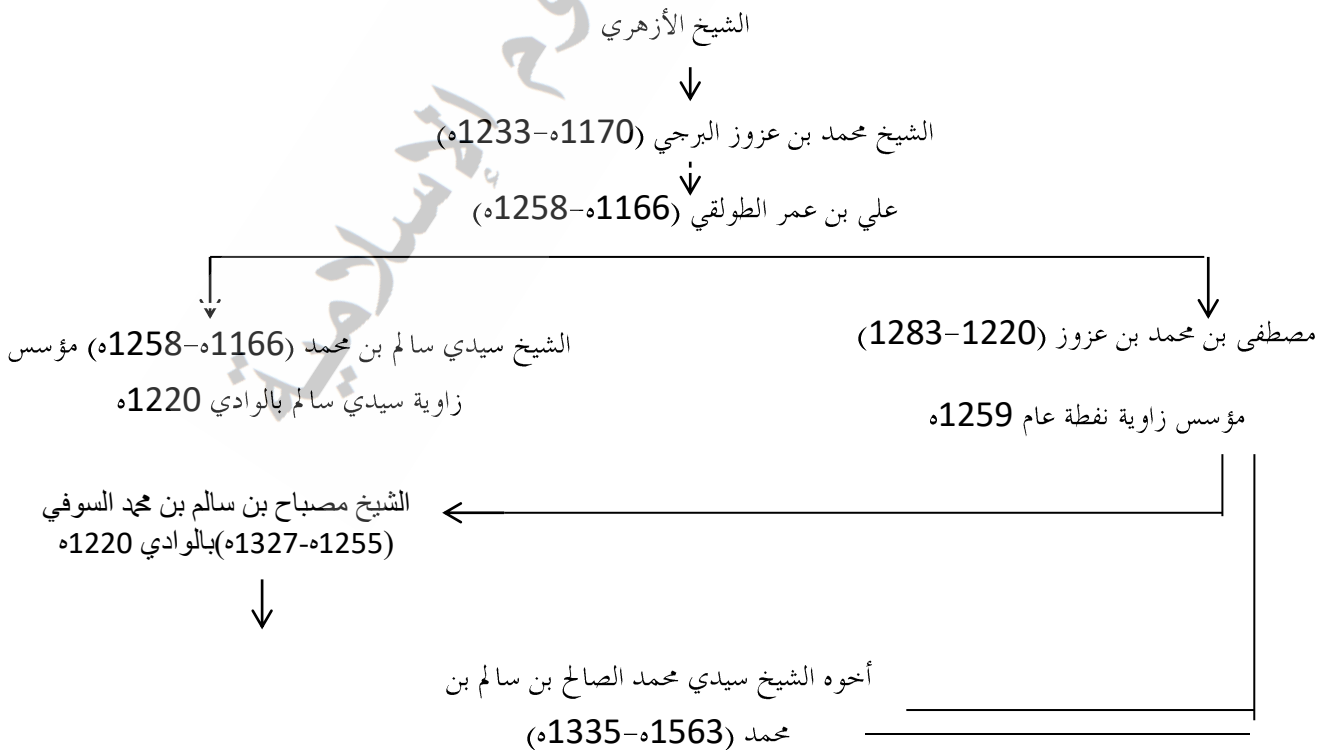 الشيخ الأزهري
الشيخ محمد بن عزوز البرجي (1170ه-1233ه)
علي بن عمر الطولقي (1166ه-1258ه)
مصطفى بن محمد بن عزوز (1220-1283)
مؤسس زاوية نفطة عام 1259ه
الشيخ سيدي سالم بن محمد (1166ه-1258ه) مؤسس
زاوية سيدي سالم بالوادي 1220ه
الشيخ مصباح بن سالم بن محمد السوفي
(1255ه-1327ه)بالوادي 1220ه
أخوه الشيخ سيدي محمد الصالح بن سالم بن
محمد (1563ه-1335ه)